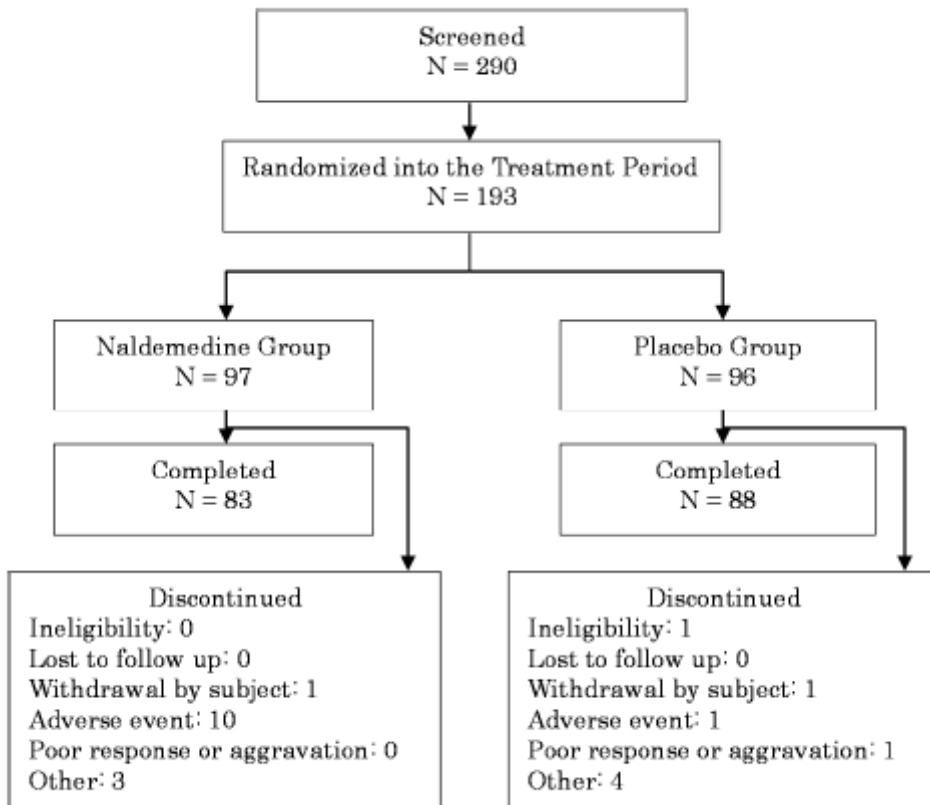 Screened
N = 290
Randomized into the Treatment Period
N = 193
Naldemedine Group
N = 97
Placebo Group
N = 96
Completed
N = 83
Completed
N = 88
Discontinued
Ineligibility: 0
Lost to follow up: 0
Withdrawal by subject: 1
Adverse event: 10
Poor response or aggravation: 0
Other: 3
Discontinued
Ineligibility: 1
Lost to follow up: 0
Withdrawal by subject: 1
Adverse event: 1
Poor response or aggravation: 1
Other: 4